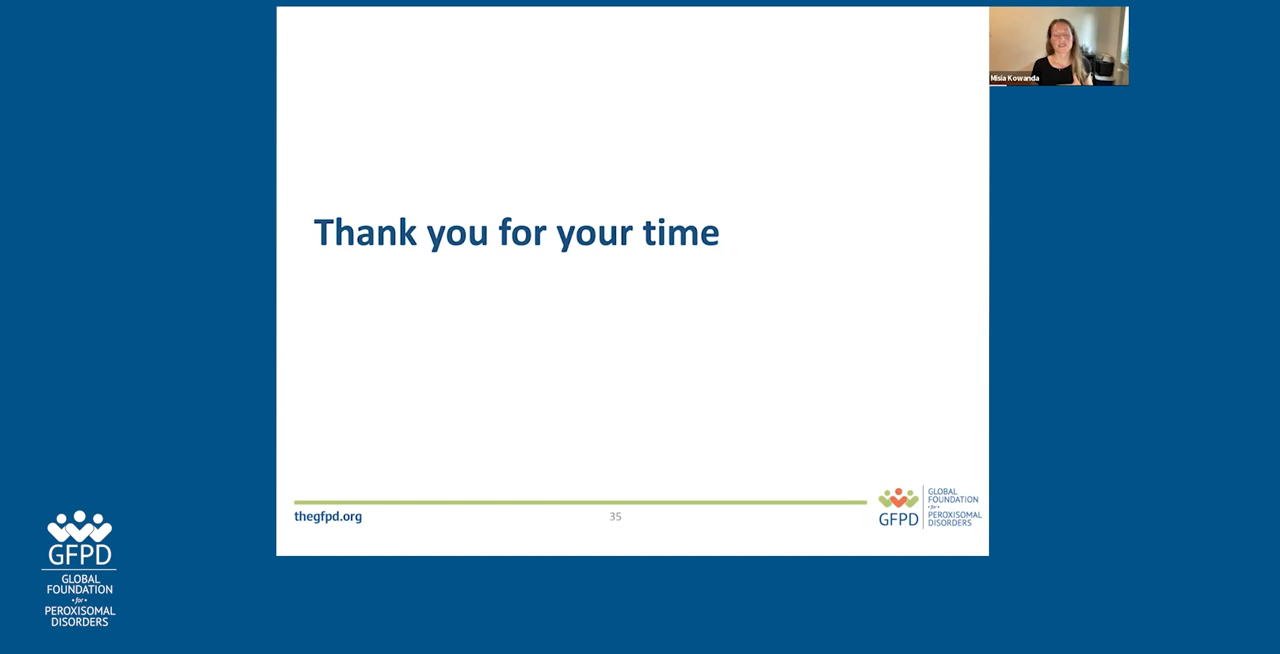 Misia Kowanda
Thank you for your time
thegfpd.org
35
GFPD
GLOBAL
FOUNDATION
• for •
PEROXISOMAL
DISORDERS
GFPD
GLOBAL
FOUNDATION
• for •
PEROXISOMAL
DISORDERS